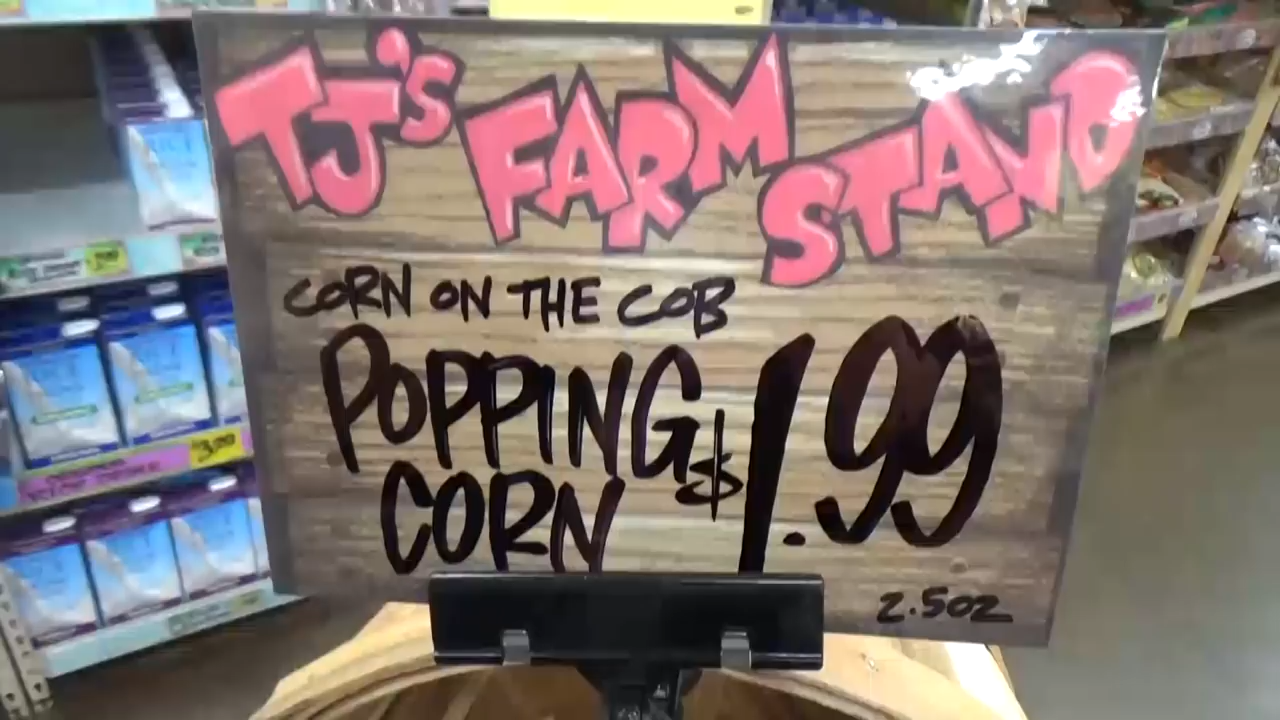 TJ's FARM STAND
CORN ON THE COB
POPPING
CORN
$1.99
2.5oz